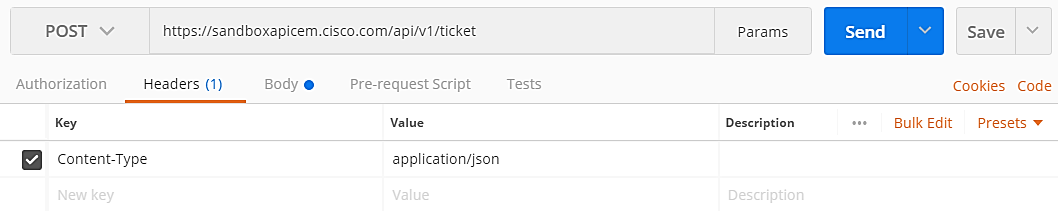 POST https://sandboxapicem.cisco.com/api/v1/ticket Params Send Save
Authorization Headers (1) Body Pre-request Script Tests Cookies Code
Key Value Description ••• Bulk Edit Presets
Content-Type application/json
New key Value Description